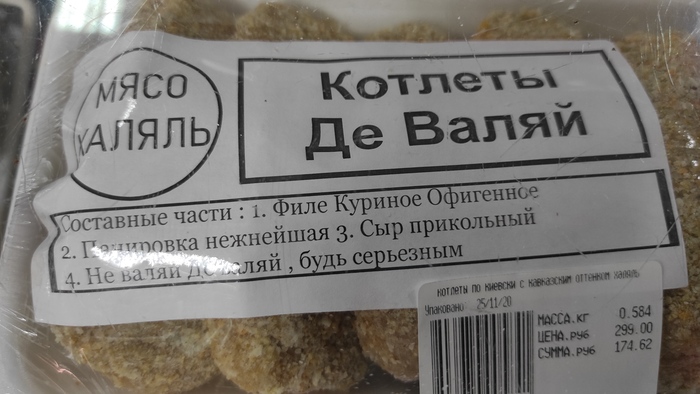 МЯСО
ХАЛЯЛЬ
Котлеты
Де Валяй
Составные части : 1. Филе Куриное Офигенное
2. Панировка нежнейшая 3. Сыр прикольный
4. Не валяй Де Валяй , будь серьезным
КОТЛЕТЫ ПО КИЕВСКИ С КАВКАЗСКИМ ОТТЕНКОМ ХАЛЯЛЬ
Упаковано 25/11/20
МАССА.КГ 0.584
ЦЕНА.РУБ 299.00
СУММА.РУБ 174.62